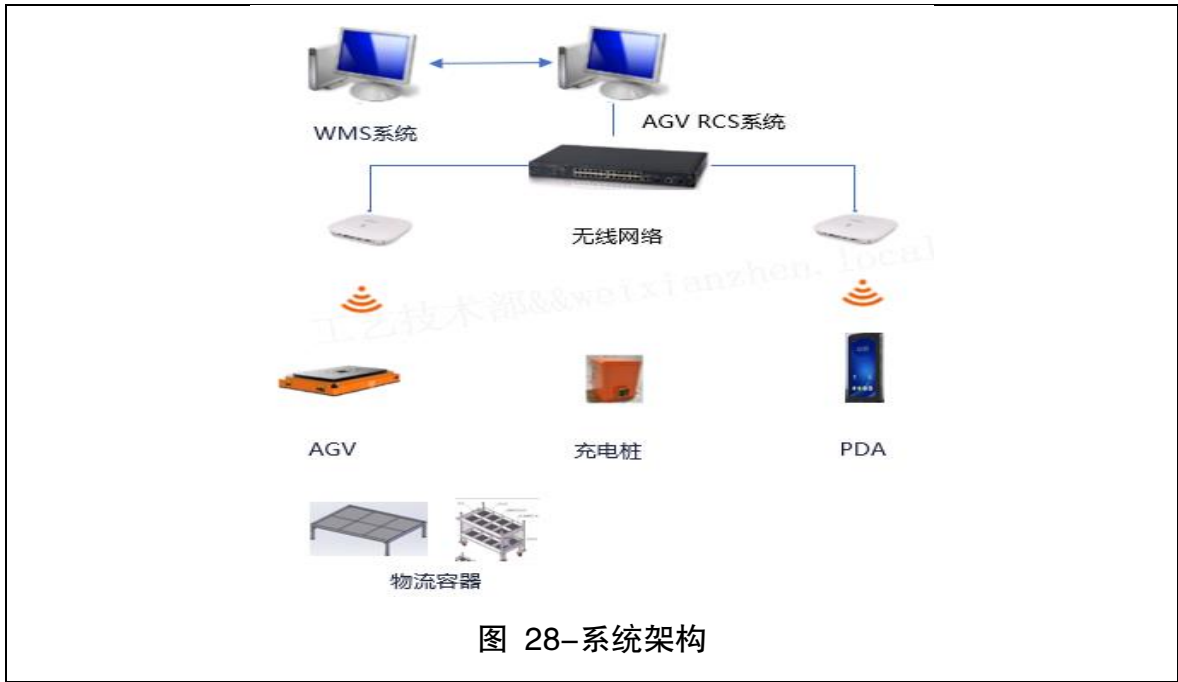 WMS系统
AGV RCS系统
无线网络
工艺技术部&&weixianzhen.local
AGV
充电桩
PDA
物流容器
图 28-系统架构